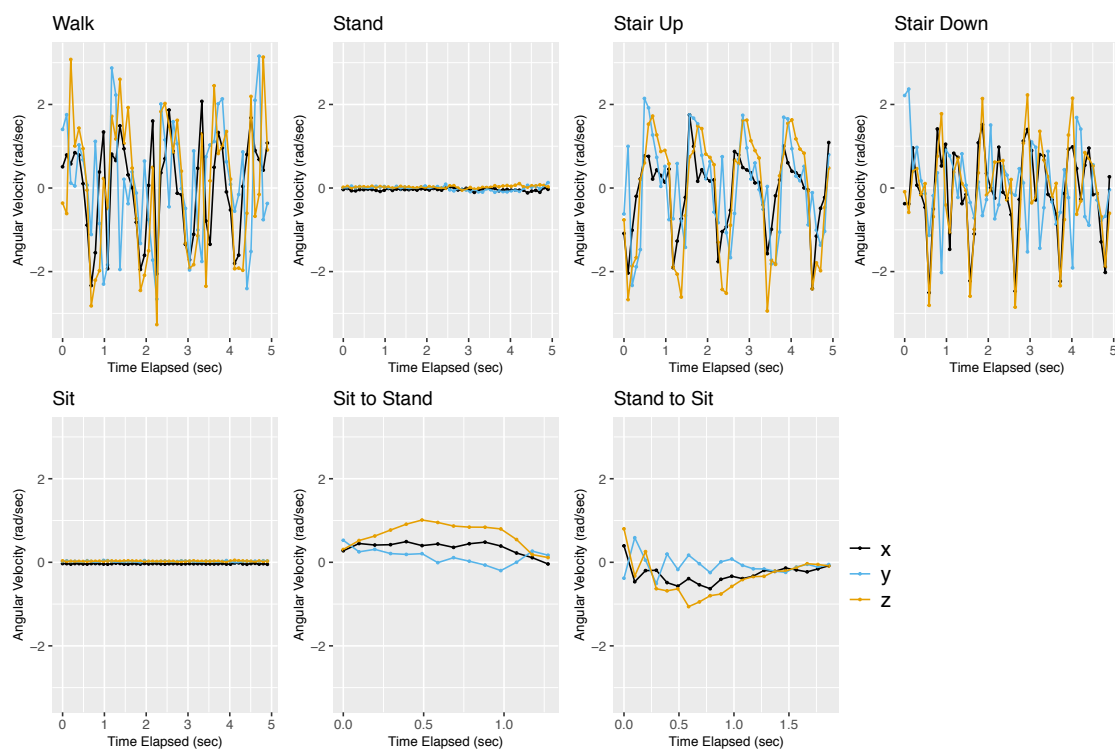 Walk
Stand
Stair Up
Stair Down
Angular Velocity (rad/sec)
2
0
−2
0 1 2 3 4 5
Time Elapsed (sec)
Angular Velocity (rad/sec)
2
0
−2
0 1 2 3 4 5
Time Elapsed (sec)
Angular Velocity (rad/sec)
2
0
−2
0 1 2 3 4 5
Time Elapsed (sec)
Angular Velocity (rad/sec)
2
0
−2
0 1 2 3 4 5
Time Elapsed (sec)
Sit
Sit to Stand
Stand to Sit
Angular Velocity (rad/sec)
2
0
−2
0 1 2 3 4 5
Time Elapsed (sec)
Angular Velocity (rad/sec)
2
0
−2
0.0 0.5 1.0
Time Elapsed (sec)
Angular Velocity (rad/sec)
2
0
−2
0.0 0.5 1.0 1.5
Time Elapsed (sec)
x
y
z